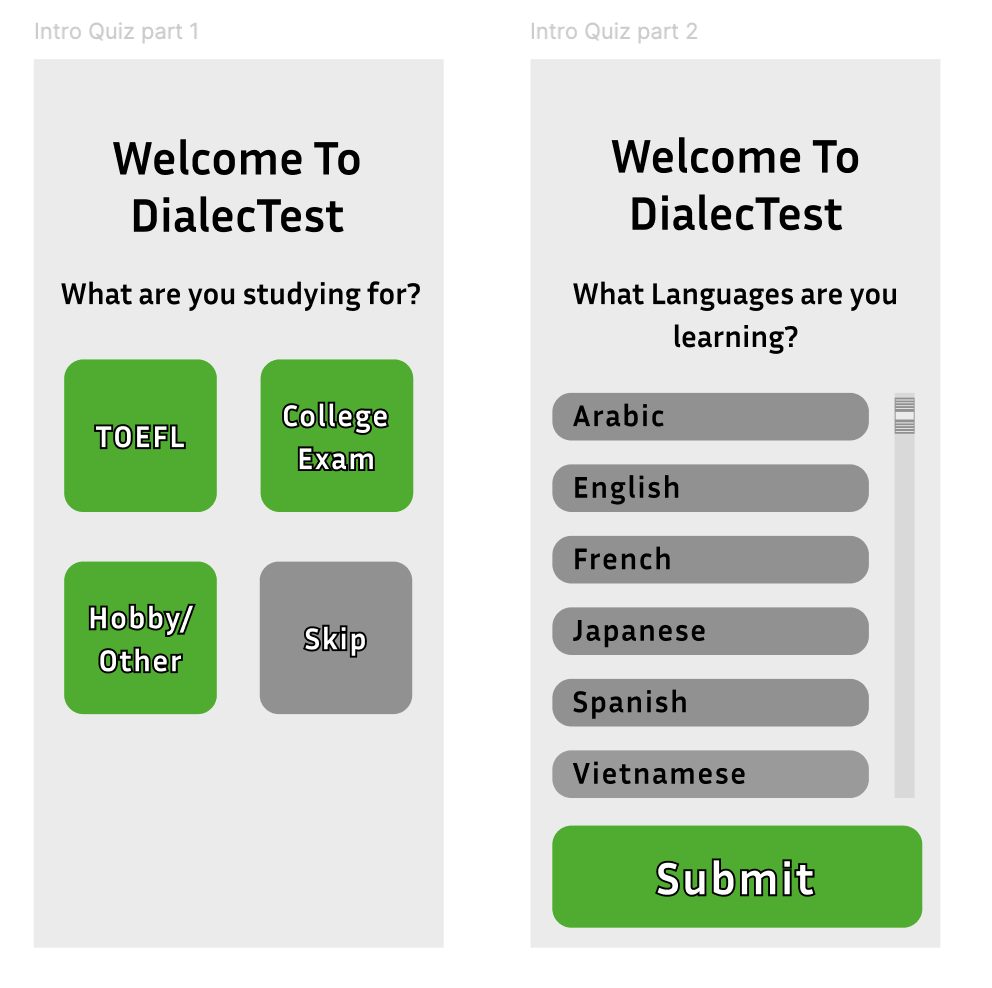 Intro Quiz part 1
Welcome To
DialecTest
What are you studying for?
TOEFL
College
Exam
Hobby/
Other
Skip
Intro Quiz part 2
Welcome To
DialecTest
What Languages are you
learning?
Arabic
English
French
Japanese
Spanish
Vietnamese
Submit